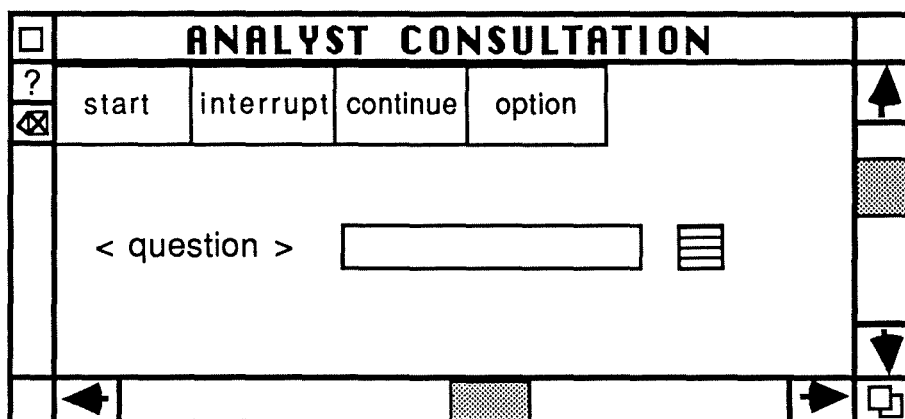 ANALYST CONSULTATION
?
start interrupt continue option
< question >